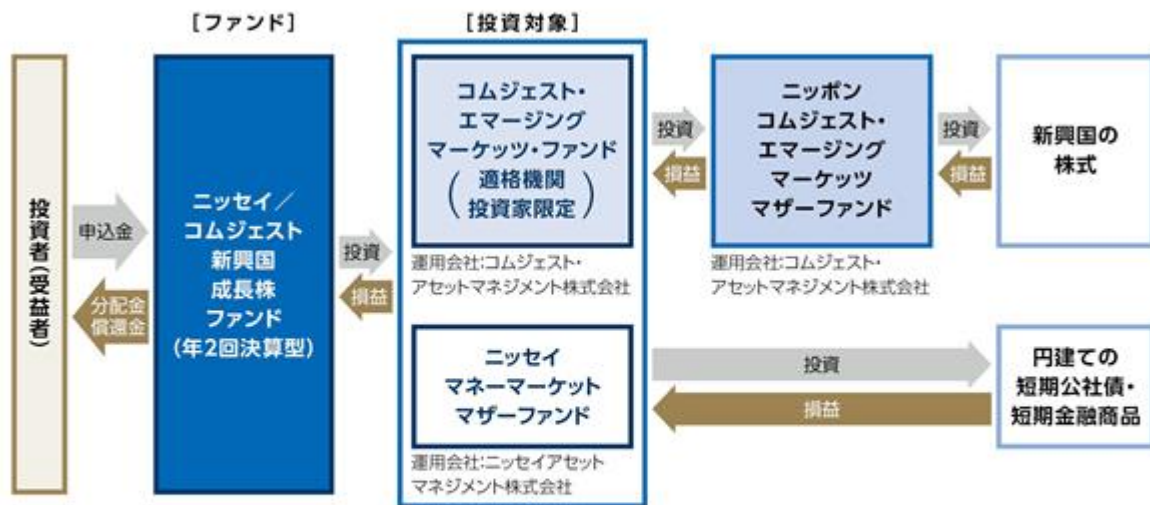 [ファンド]
[投資対象]
投資者(受益者)
申込金
分配金
償還金
ニッセイ/
コムジェスト
新興国
成長株
ファンド
(年2回決算型)
投資
損益
コムジェスト・
エマージング
マーケッツ・ファンド
(適格機関
投資家限定)
運用会社:コムジェスト・
アセットマネジメント株式会社
投資
損益
ニッポン
コムジェスト・
エマージング
マーケッツ
マザーファンド
運用会社:コムジェスト・
アセットマネジメント株式会社
投資
損益
新興国の
株式
ニッセイ
マネーマーケット
マザーファンド
運用会社:ニッセイアセット
マネジメント株式会社
投資
損益
円建ての
短期公社債・
短期金融商品